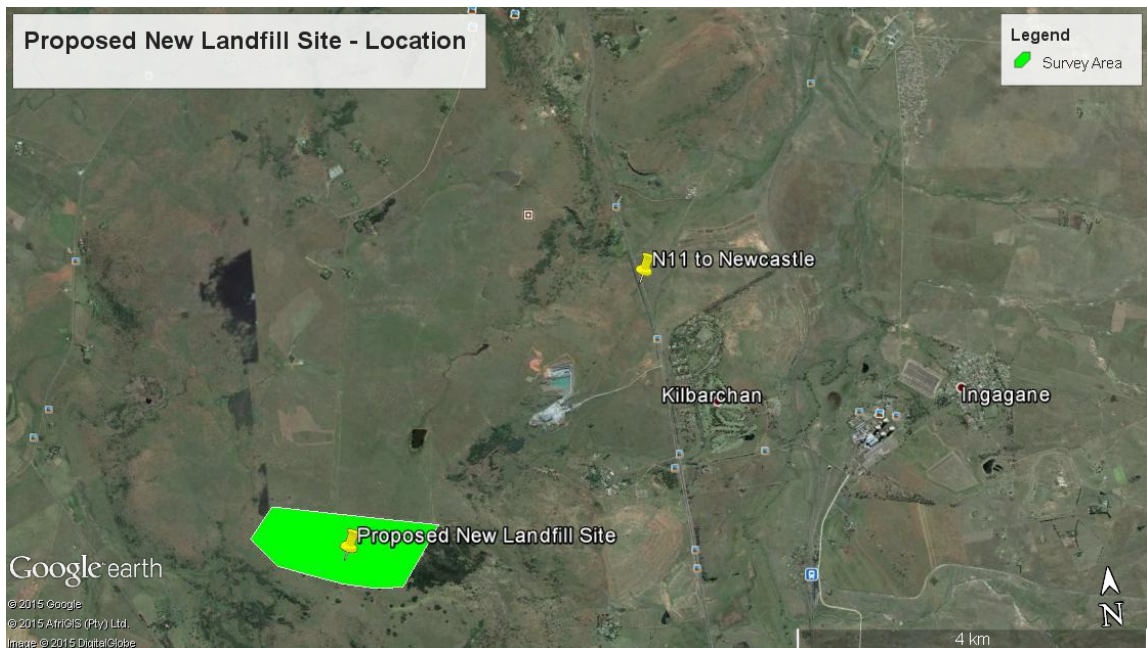 Proposed New Landfill Site - Location
Legend
Survey Area
N11 to Newcastle
Kilbarchan
Ingagane
Proposed New Landfill Site
Google earth
© 2015 Google
© 2015 AfriGIS (Pty) Ltd.
Image © 2015 DigitalGlobe
N
4 km